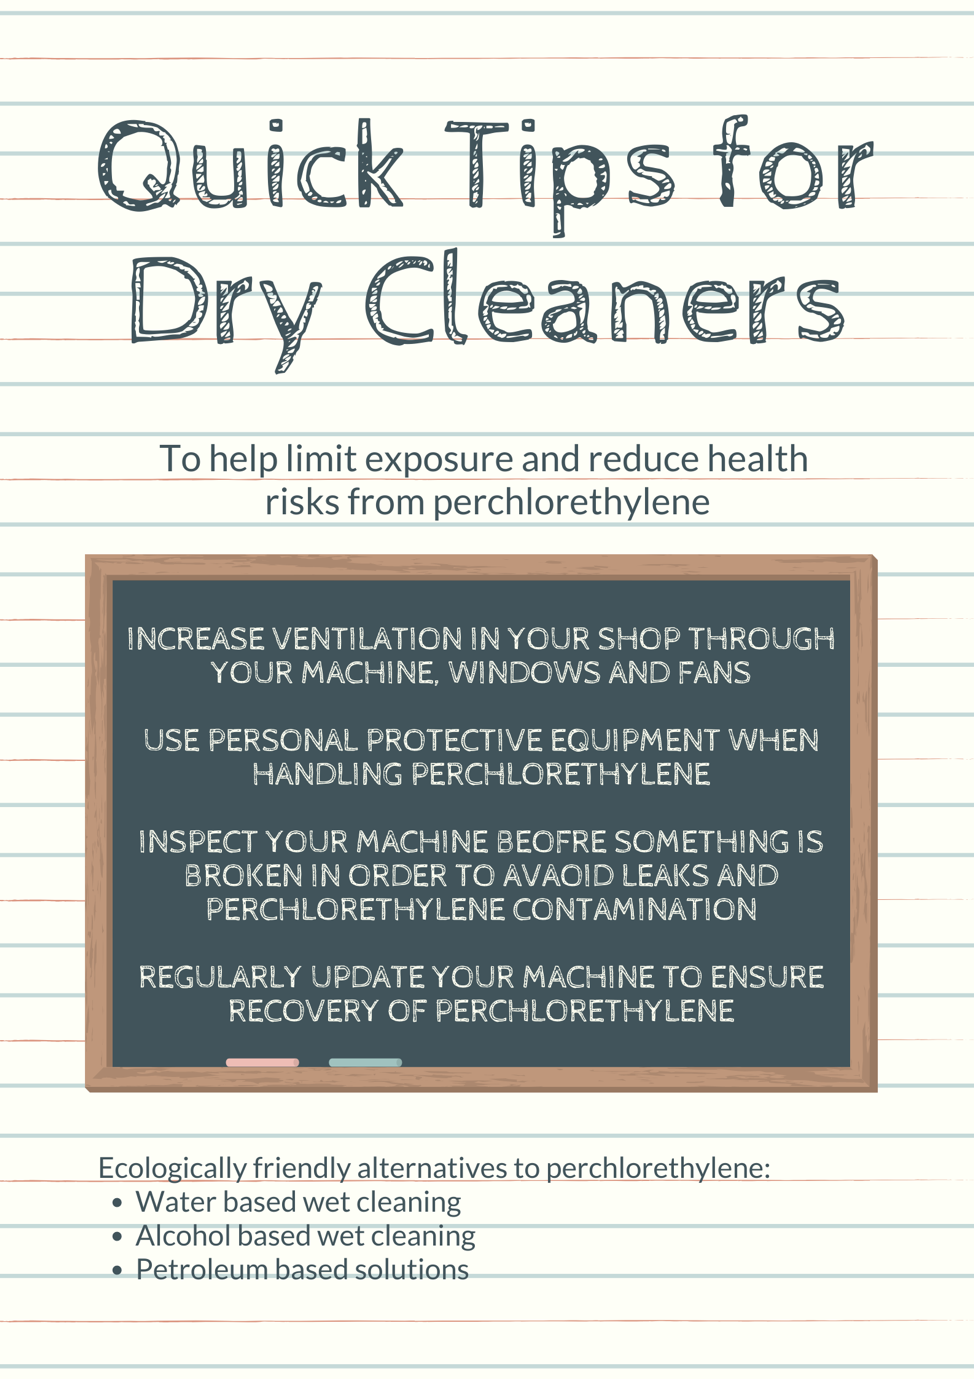 Quick Tips for
Dry Cleaners
To help limit exposure and reduce health
risks from perchlorethylene
INCREASE VENTILATION IN YOUR SHOP THROUGH
YOUR MACHINE, WINDOWS AND FANS
USE PERSONAL PROTECTIVE EQUIPMENT WHEN
HANDLING PERCHLORETHYLENE
INSPECT YOUR MACHINE BEOFRE SOMETHING IS
BROKEN IN ORDER TO AVAOID LEAKS AND
PERCHLORETHYLENE CONTAMINATION
REGULARLY UPDATE YOUR MACHINE TO ENSURE
RECOVERY OF PERCHLORETHYLENE
Ecologically friendly alternatives to perchlorethylene:
• Water based wet cleaning
• Alcohol based wet cleaning
• Petroleum based solutions